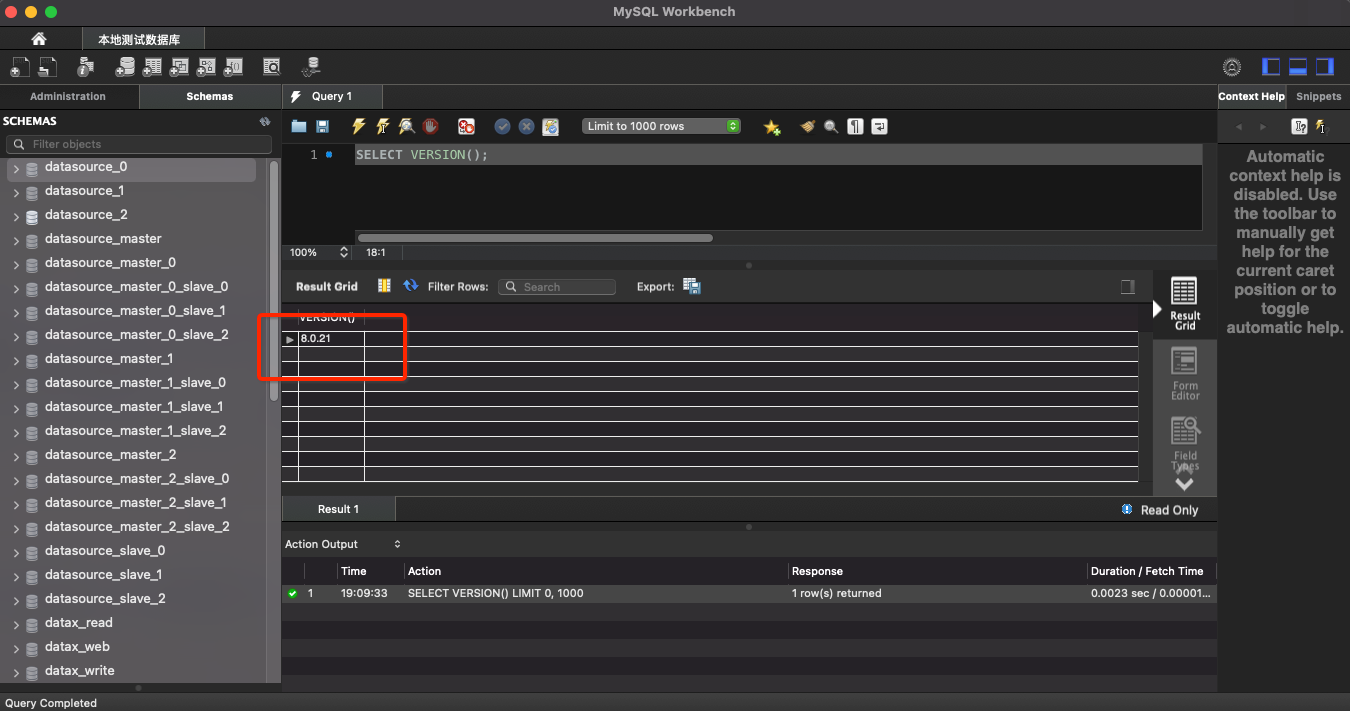 MySQL Workbench
本地测试数据库
Administration
Schemas
Query 1
Context Help
Snippets
SCHEMAS
Filter objects
datasource_0
datasource_1
datasource_2
datasource_master
datasource_master_0
datasource_master_0_slave_0
datasource_master_0_slave_1
datasource_master_0_slave_2
datasource_master_1
datasource_master_1_slave_0
datasource_master_1_slave_1
datasource_master_1_slave_2
datasource_master_2
datasource_master_2_slave_0
datasource_master_2_slave_1
datasource_master_2_slave_2
datasource_slave_0
datasource_slave_1
datasource_slave_2
datax_read
datax_web
datax_write
Limit to 1000 rows
1
SELECT VERSION();
100%
18:1
Result Grid
Filter Rows:
Search
Export:
VERSION()
8.0.21
Result
Grid
Form
Editor
Field
Types
Result 1
Read Only
Action Output
Time
Action
Response
Duration / Fetch Time
1
19:09:33
SELECT VERSION() LIMIT 0, 1000
1 row(s) returned
0.0023 sec / 0.00001...
Automatic
context help is
disabled. Use
the toolbar to
manually get
help for the
current caret
position or to
toggle
automatic help.
Query Completed